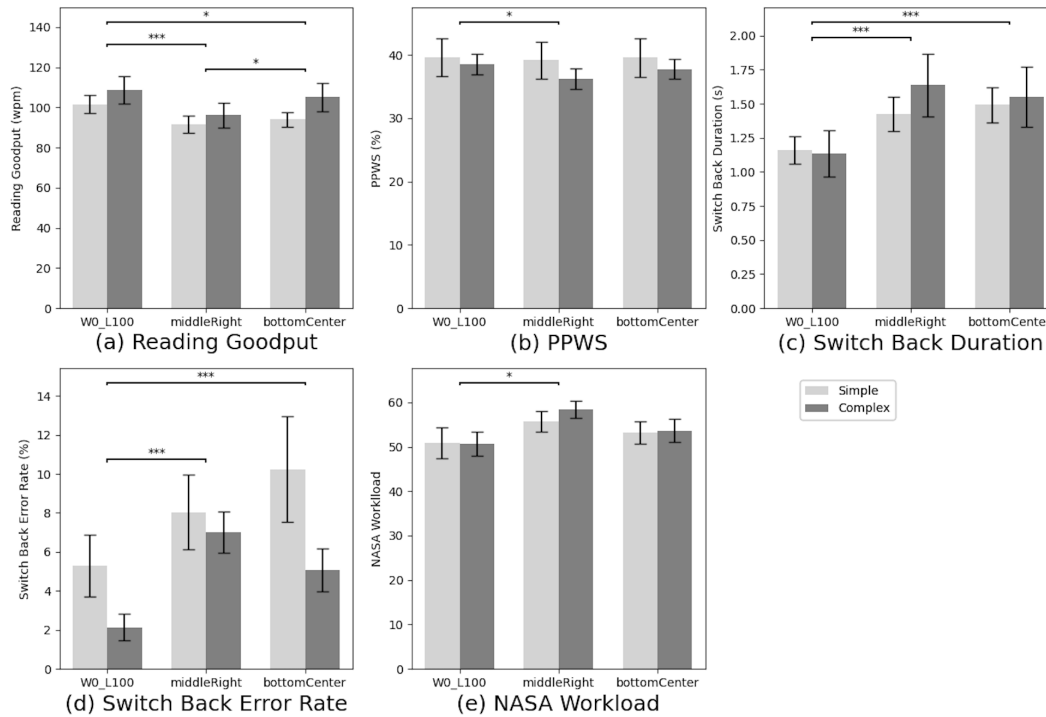 Reading Goodput (wpm)
140
120
100
80
60
40
20
0
*
***
*
W0_L100 middleRight bottomCenter
(a) Reading Goodput
PPWS (%)
40
30
20
10
0
*
W0_L100 middleRight bottomCenter
(b) PPWS
Switch Back Duration (s)
2.00
1.75
1.50
1.25
1.00
0.75
0.50
0.25
0.00
***
***
W0_L100 middleRight bottomCente
(c) Switch Back Duration
Switch Back Error Rate (%)
14
12
10
8
6
4
2
0
***
***
W0_L100 middleRight bottomCenter
(d) Switch Back Error Rate
NASA Worklload
60
50
40
30
20
10
0
*
W0_L100 middleRight bottomCenter
(e) NASA Workload
Simple
Complex